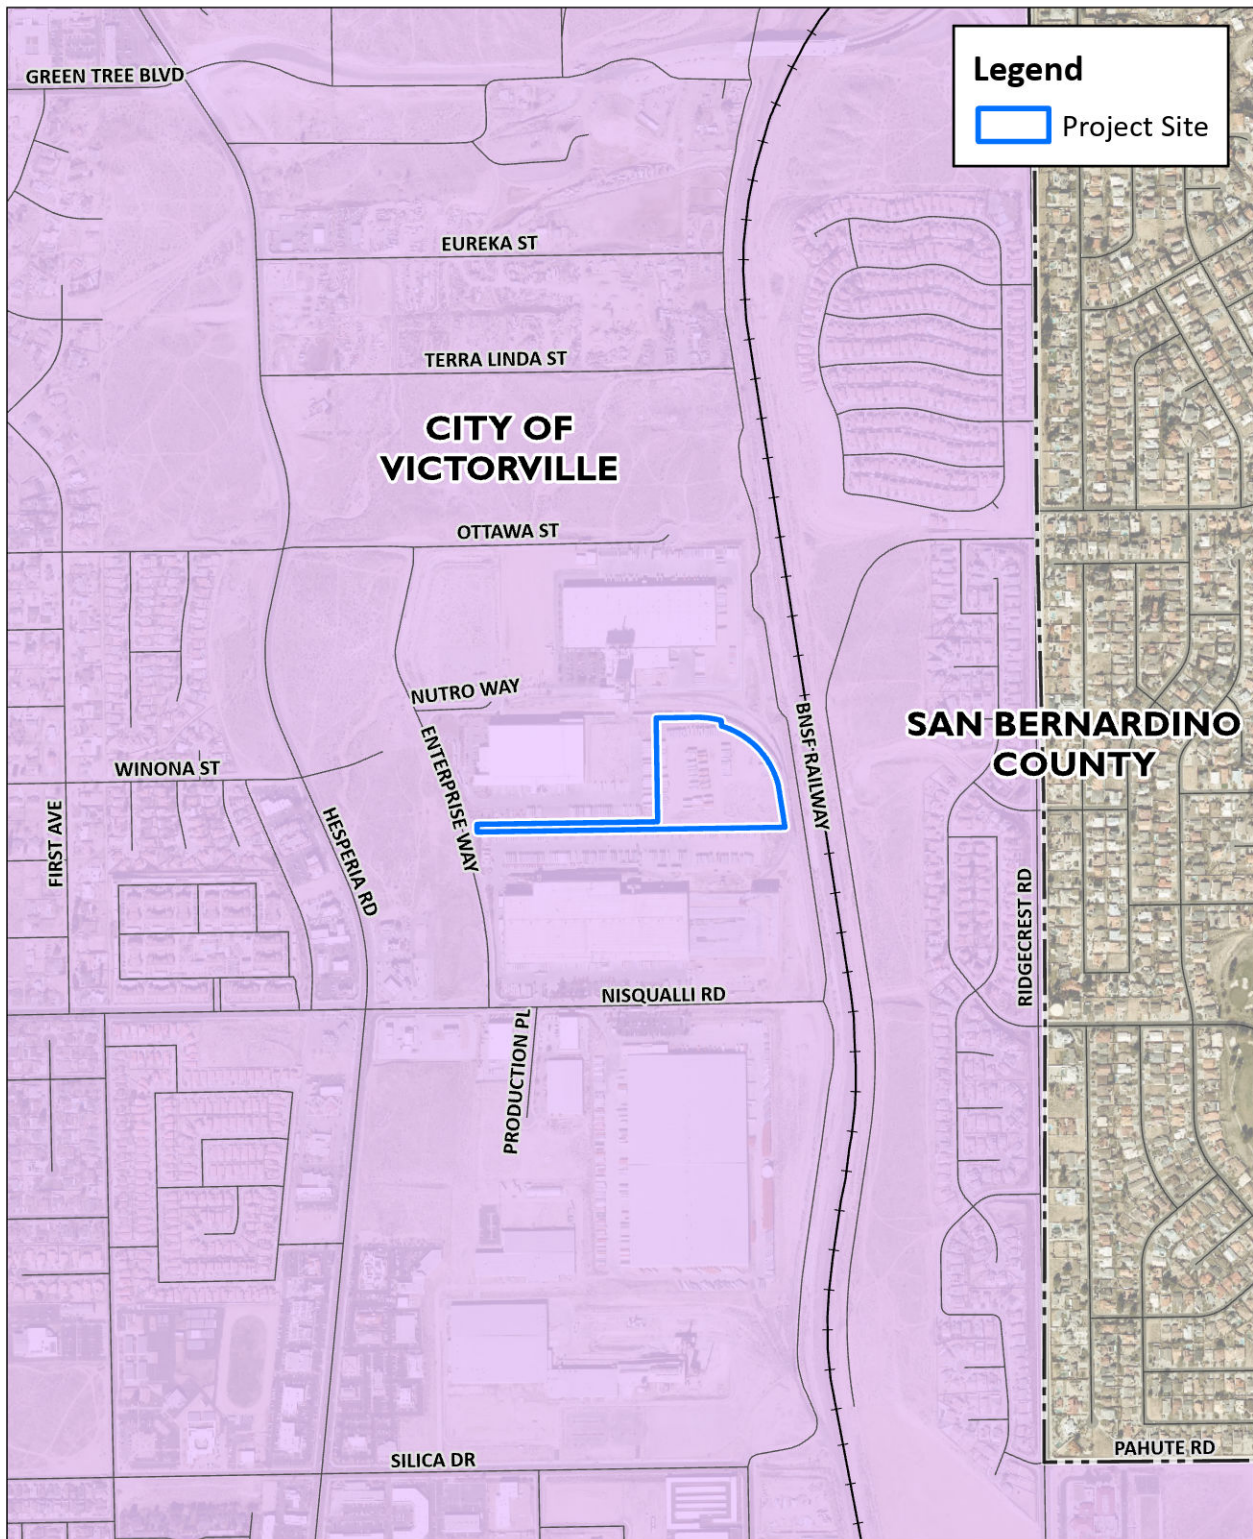 Legend
Project Site
GREEN TREE BLVD
EUREKA ST
TERRA LINDA ST
CITY OF
VICTORVILLE
OTTAWA ST
NUTRO WAY
ENTERPRISE WAY
BNSF RAILWAY
SAN BERNARDINO
COUNTY
WINONA ST
FIRST AVE
HESPERIA RD
RIDGECREST RD
NISQUALLI RD
PRODUCTION PL
PAHUTE RD
SILICA DR